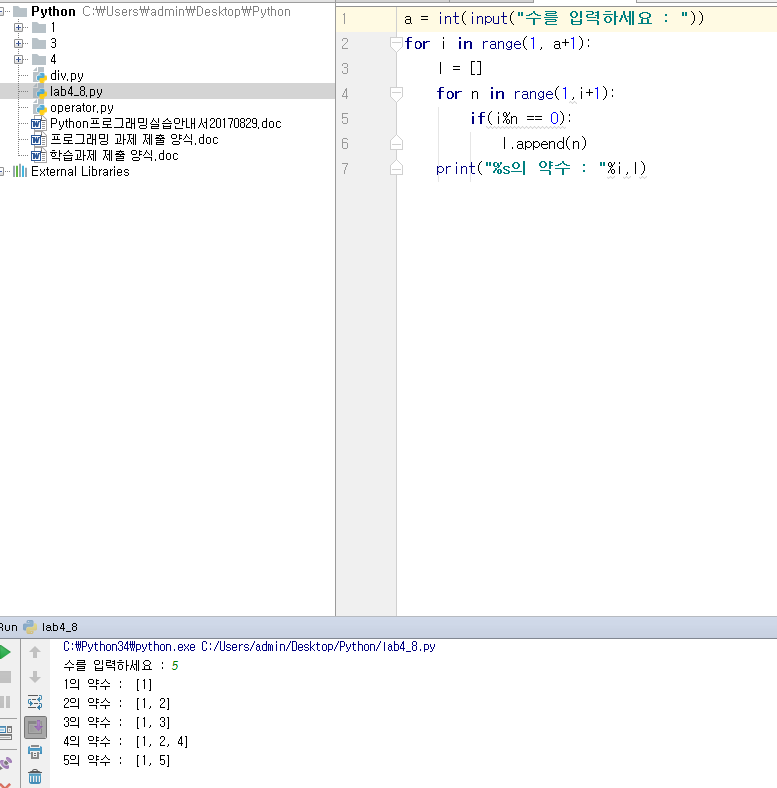 Python C:￦Users￦admin￦Desktop￦Python
1
3
4
div.py
lab4_8.py
operator.py
Python프로그래밍실습안내서20170829.doc
프로그래밍 과제 제출 양식.doc
학습과제 제출 양식.doc
External Libraries
1 a = int(input("수를 입력하세요 : "))
2 for i in range(1, a+1):
3 l = []
4 for n in range(1,i+1):
5 if(i%n == 0):
6 l.append(n)
7 print("%s의 약수 : "%i,l)
Run lab4_8
C:￦Python34￦python.exe C:/Users/admin/Desktop/Python/lab4_8.py
수를 입력하세요 : 5
1의 약수 : [1]
2의 약수 : [1, 2]
3의 약수 : [1, 3]
4의 약수 : [1, 2, 4]
5의 약수 : [1, 5]